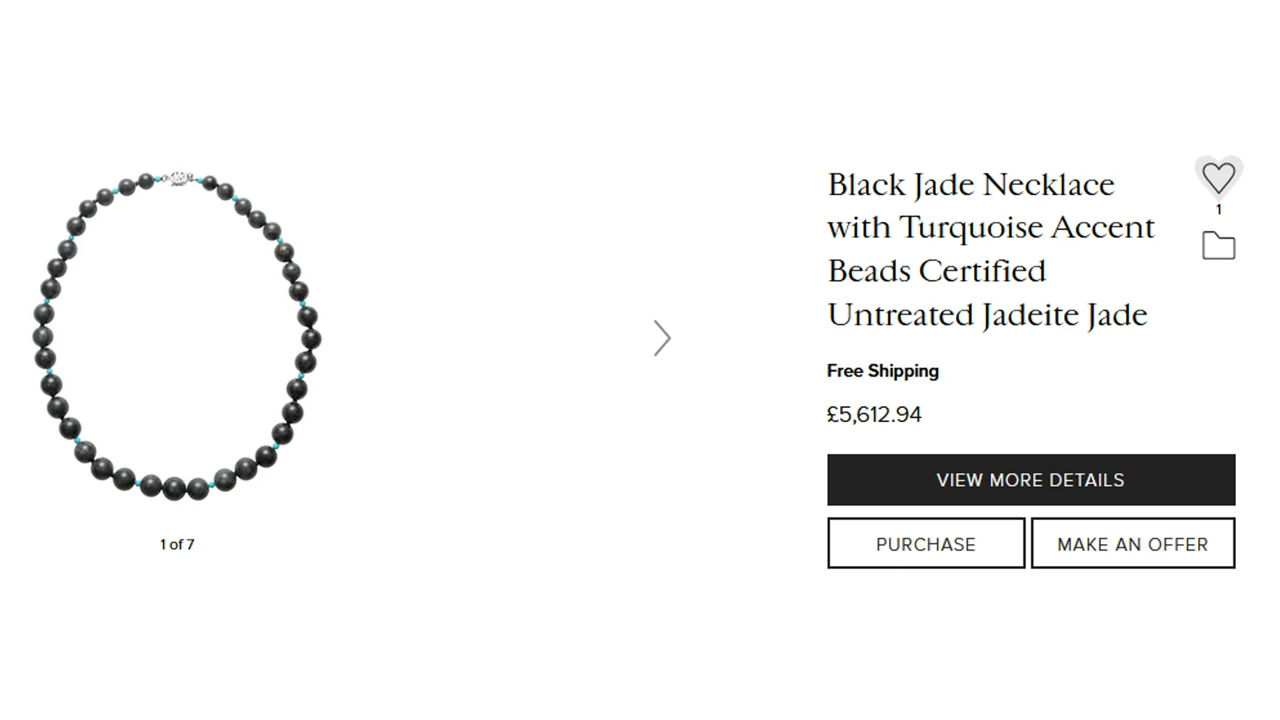 Black Jade Necklace
with Turquoise Accent
Beads Certified
Untreated Jadeite Jade
1
Free Shipping
£5,612.94
VIEW MORE DETAILS
PURCHASE
MAKE AN OFFER
1 of 7